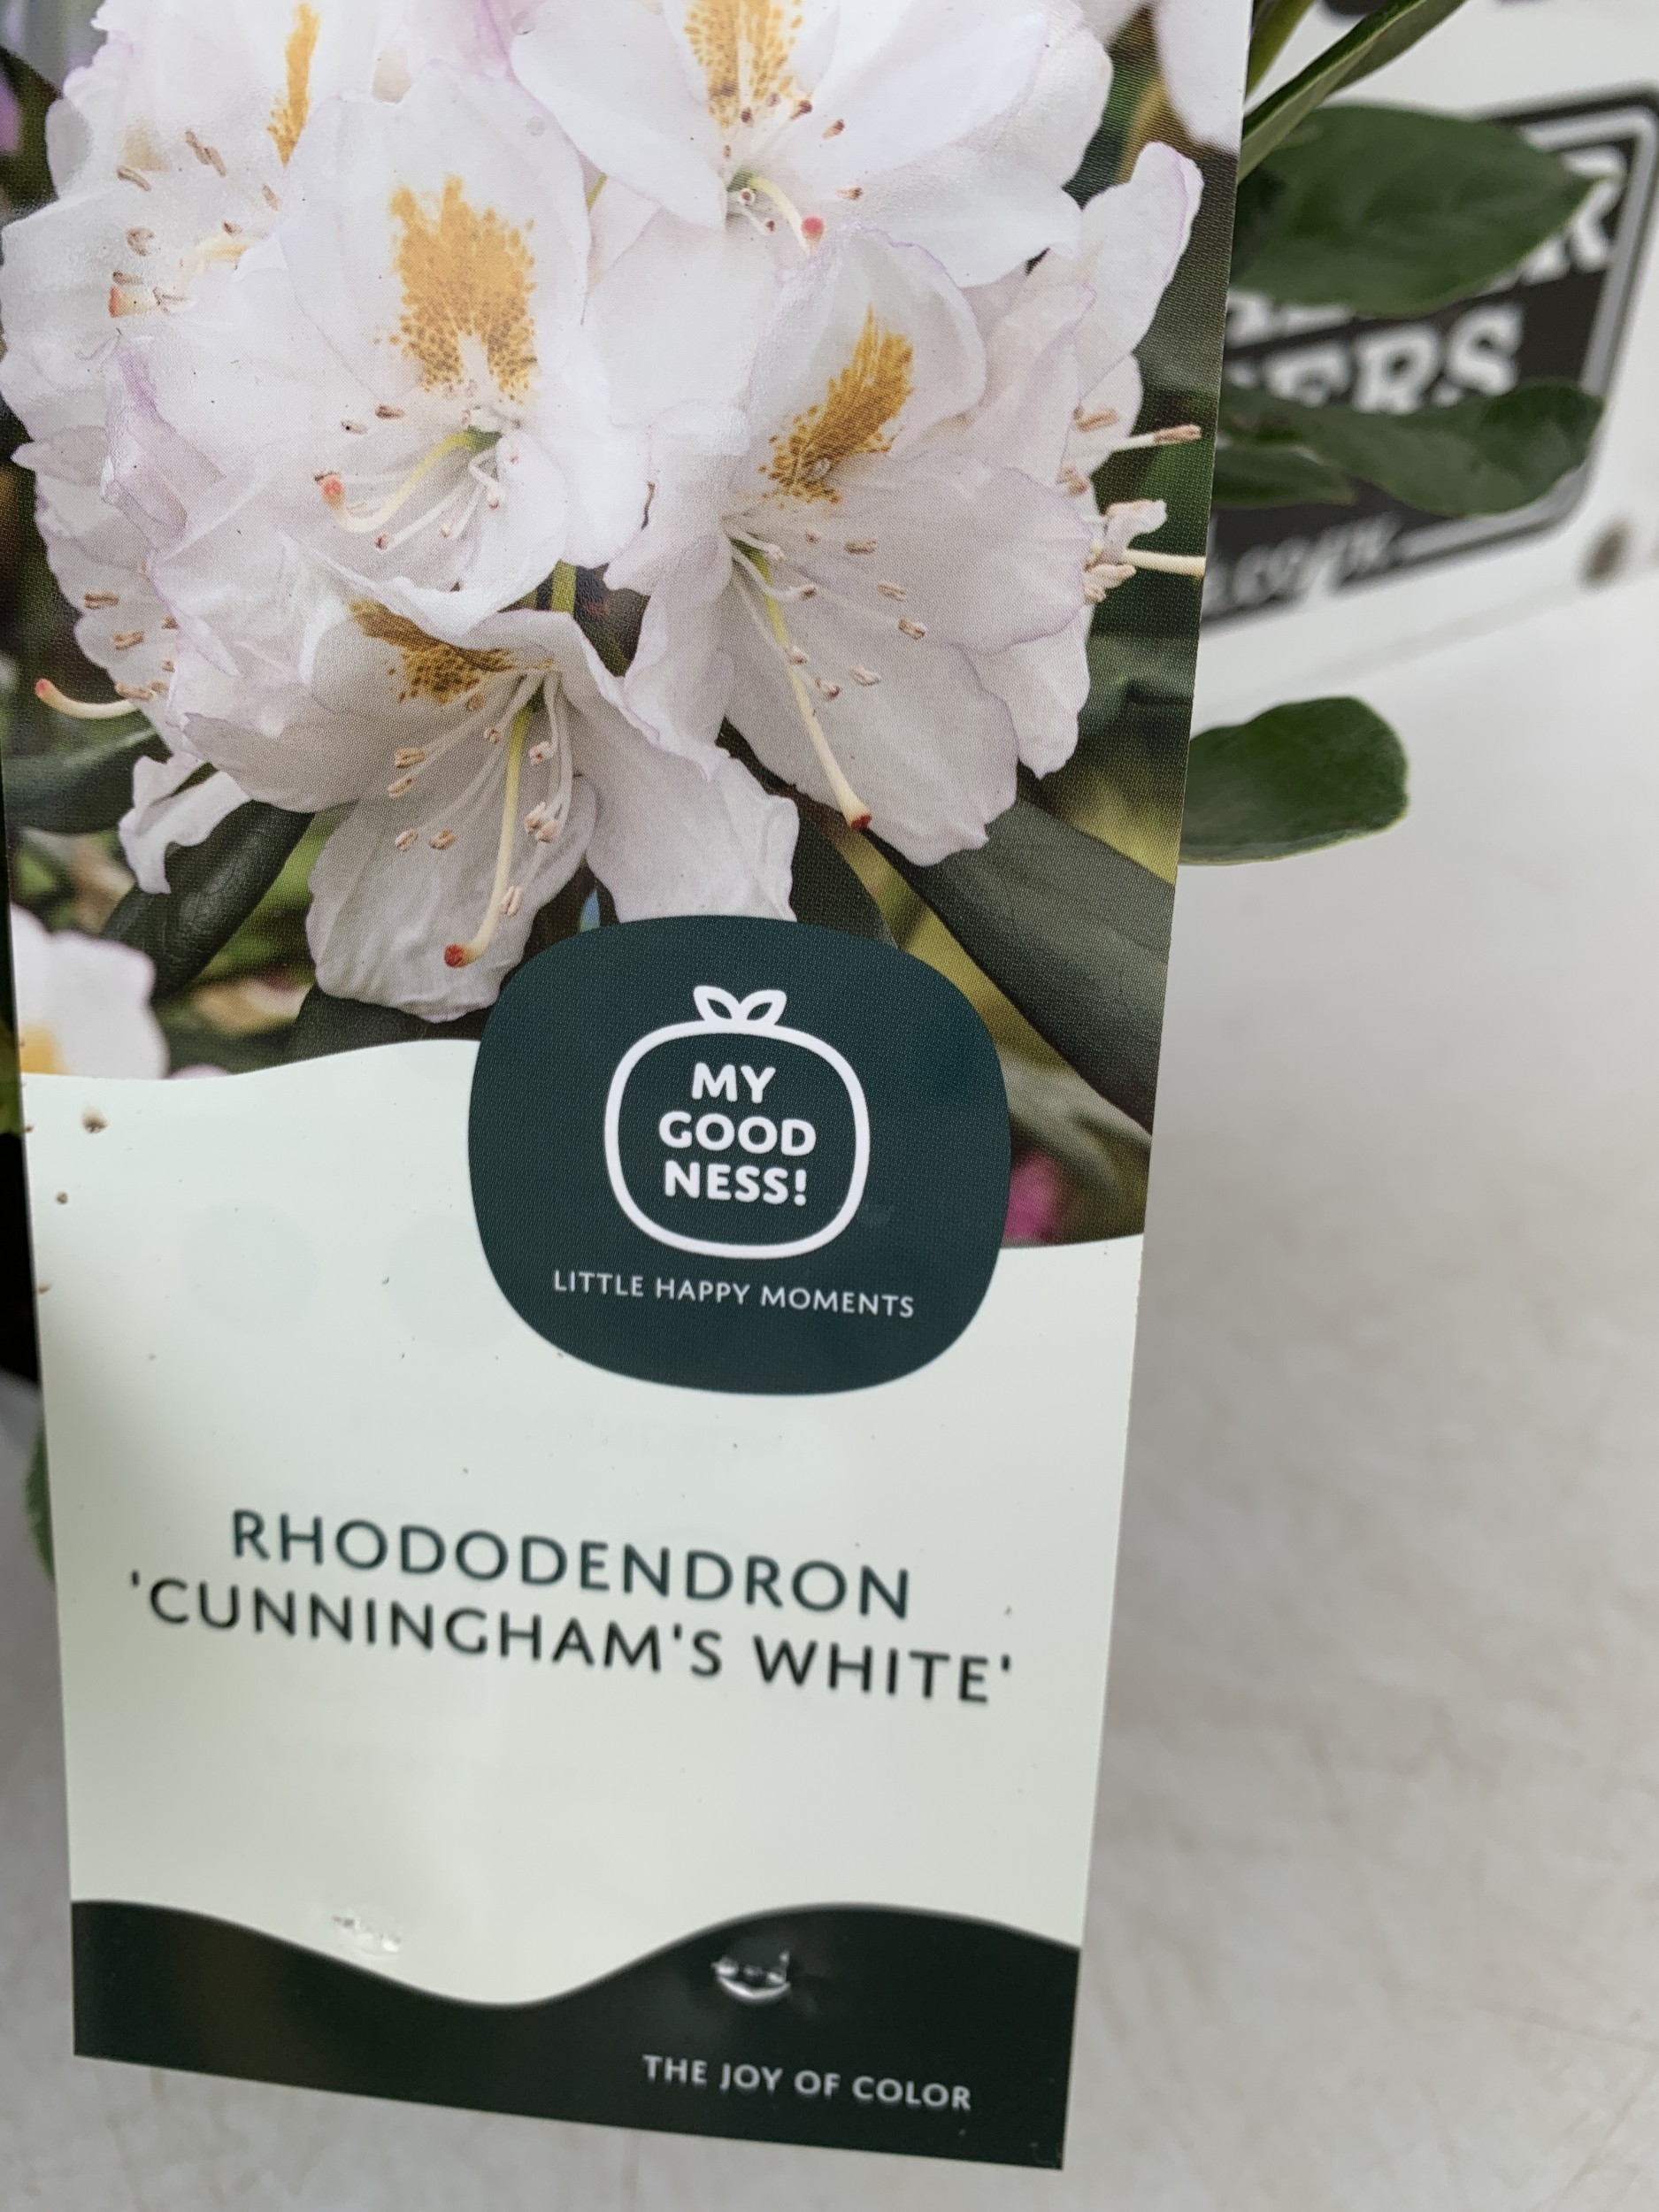 MY
GOOD
NESS!
LITTLE HAPPY MOMENTS
RHODODENDRON
'CUNNINGHAM'S WHITE'
THE JOY OF COLOR